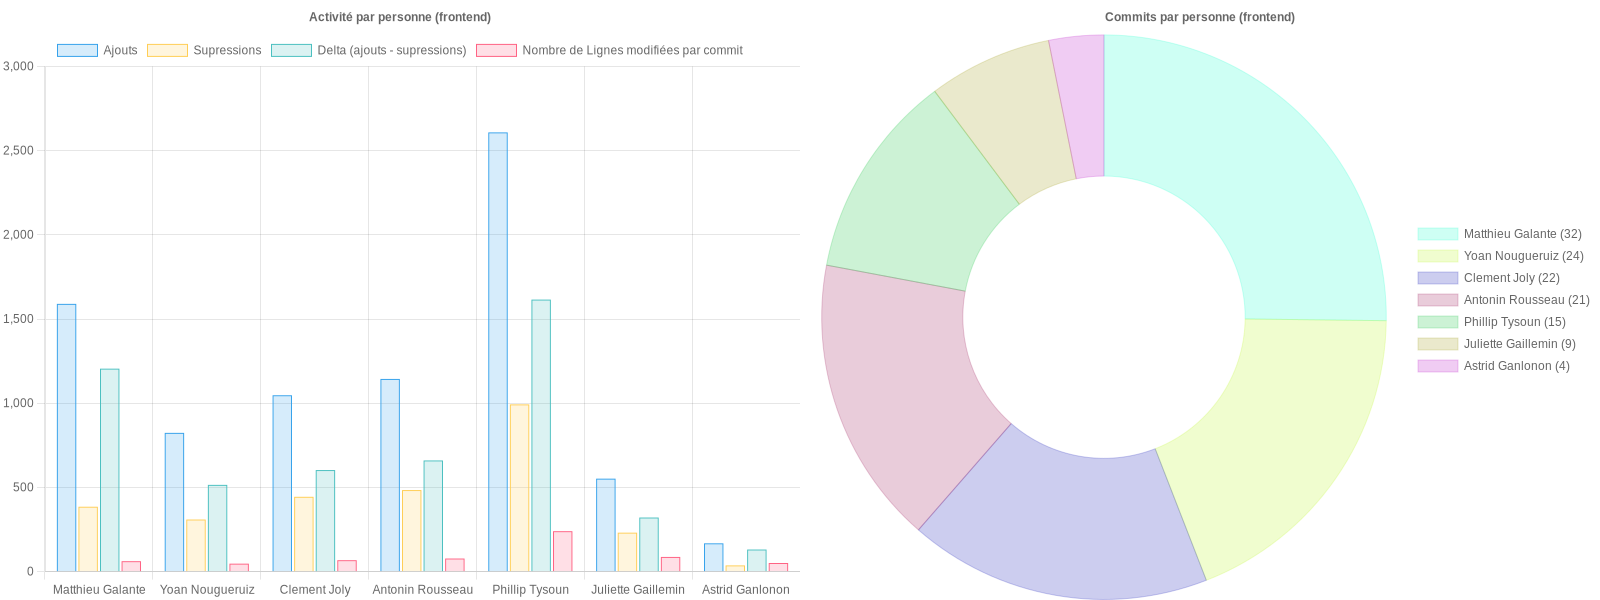 Activité par personne (frontend)
Ajouts
Supressions
Delta (ajouts - supressions)
Nombre de Lignes modifiées par commit
3,000
2,500
2,000
1,500
1,000
500
0
Matthieu Galante
Yoan Nougueruiz
Clement Joly
Antonin Rousseau
Phillip Tysoun
Juliette Gaillemin
Astrid Ganlonon
Commits par personne (frontend)
Matthieu Galante (32)
Yoan Nougueruiz (24)
Clement Joly (22)
Antonin Rousseau (21)
Phillip Tysoun (15)
Juliette Gaillemin (9)
Astrid Ganlonon (4)